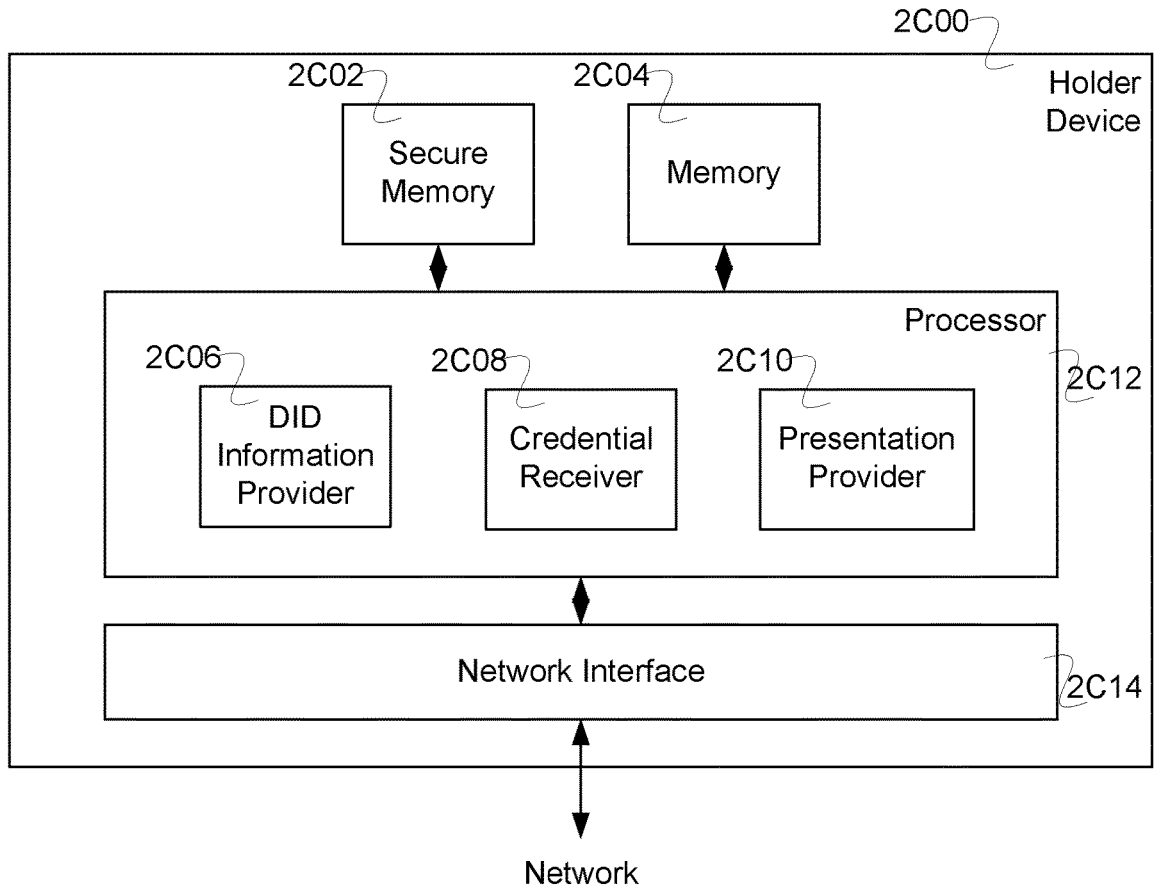 2C00
Holder
Device
2C02
2C04
Secure
Memory
Memory
Processor
2C06
2C08
2C10
2C12
DID
Information
Provider
Credential
Receiver
Presentation
Provider
Network Interface
2C14
Network